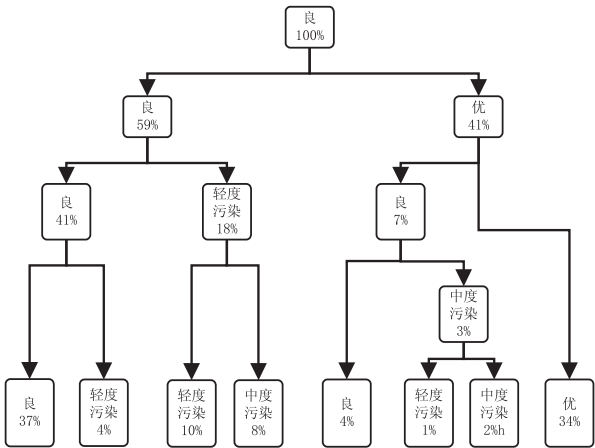 良
100%
良
59%
优
41%
良
41%
轻度
污染
18%
良
7%
中度
污染
3%
良
37%
轻度
污染
4%
轻度
污染
10%
中度
污染
8%
良
4%
轻度
污染
1%
中度
污染
2%h
优
34%